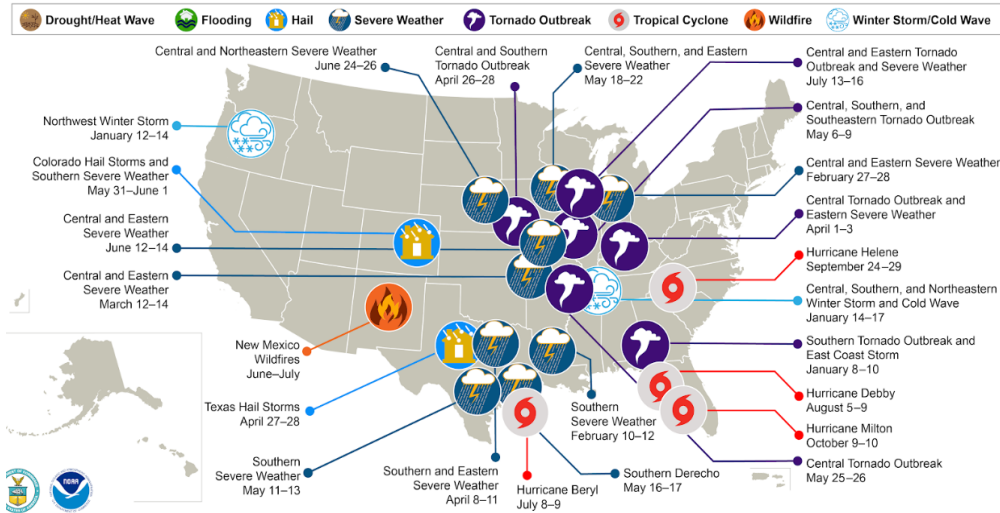 Drought/Heat Wave
Flooding
Hail
Severe Weather
Tornado Outbreak
Tropical Cyclone
Wildfire
Winter Storm/Cold Wave
Central and Northeastern Severe Weather
June 24–26
Central and Southern
Tornado Outbreak
April 26–28
Central, Southern, and Eastern
Severe Weather
May 18–22
Central and Eastern Tornado
Outbreak and Severe Weather
July 13–16
Northwest Winter Storm
January 12–14
Central, Southern, and
Southeastern Tornado Outbreak
May 6–9
Colorado Hail Storms and
Southern Severe Weather
May 31–June 1
Central and Eastern Severe Weather
February 27–28
Central and Eastern
Severe Weather
June 12–14
Central Tornado Outbreak and
Eastern Severe Weather
April 1–3
Central and Eastern
Severe Weather
March 12–14
Hurricane Helene
September 24–29
Central, Southern, and Northeastern
Winter Storm and Cold Wave
January 14–17
New Mexico
Wildfires
June–July
Southern Tornado Outbreak and
East Coast Storm
January 8–10
Texas Hail Storms
April 27–28
Southern
Severe Weather
February 10–12
Hurricane Debby
August 5–9
Hurricane Milton
October 9–10
Southern
Severe Weather
May 11–13
Southern and Eastern
Severe Weather
April 8–11
Hurricane Beryl
July 8–9
Southern Derecho
May 16–17
Central Tornado Outbreak
May 25–26
NOAA